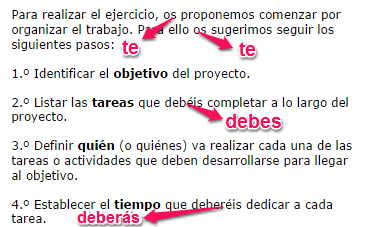 Para realizar el ejercicio, os proponemos comenzar por
organizar el trabajo. Para ello os sugerimos seguir los
siguientes pasos:
te
te
1.º Identificar el objetivo del proyecto.
2.º Listar las tareas que debéis completar a lo largo del
proyecto.
debes
3.º Definir quién (o quiénes) va realizar cada una de las
tareas o actividades que deben desarrollarse para llegar
al objetivo.
4.º Establecer el tiempo que deberéis dedicar a cada
tarea.
deberás